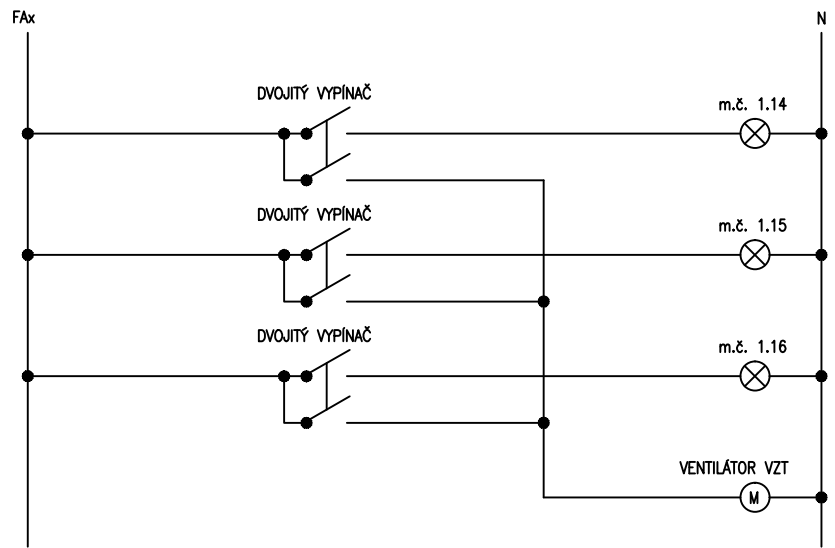 FAx N
DVOJITÝ VYPÍNAČ
m.č. 1.14
DVOJITÝ VYPÍNAČ
m.č. 1.15
DVOJITÝ VYPÍNAČ
m.č. 1.16
VENTILÁTOR VZT
M